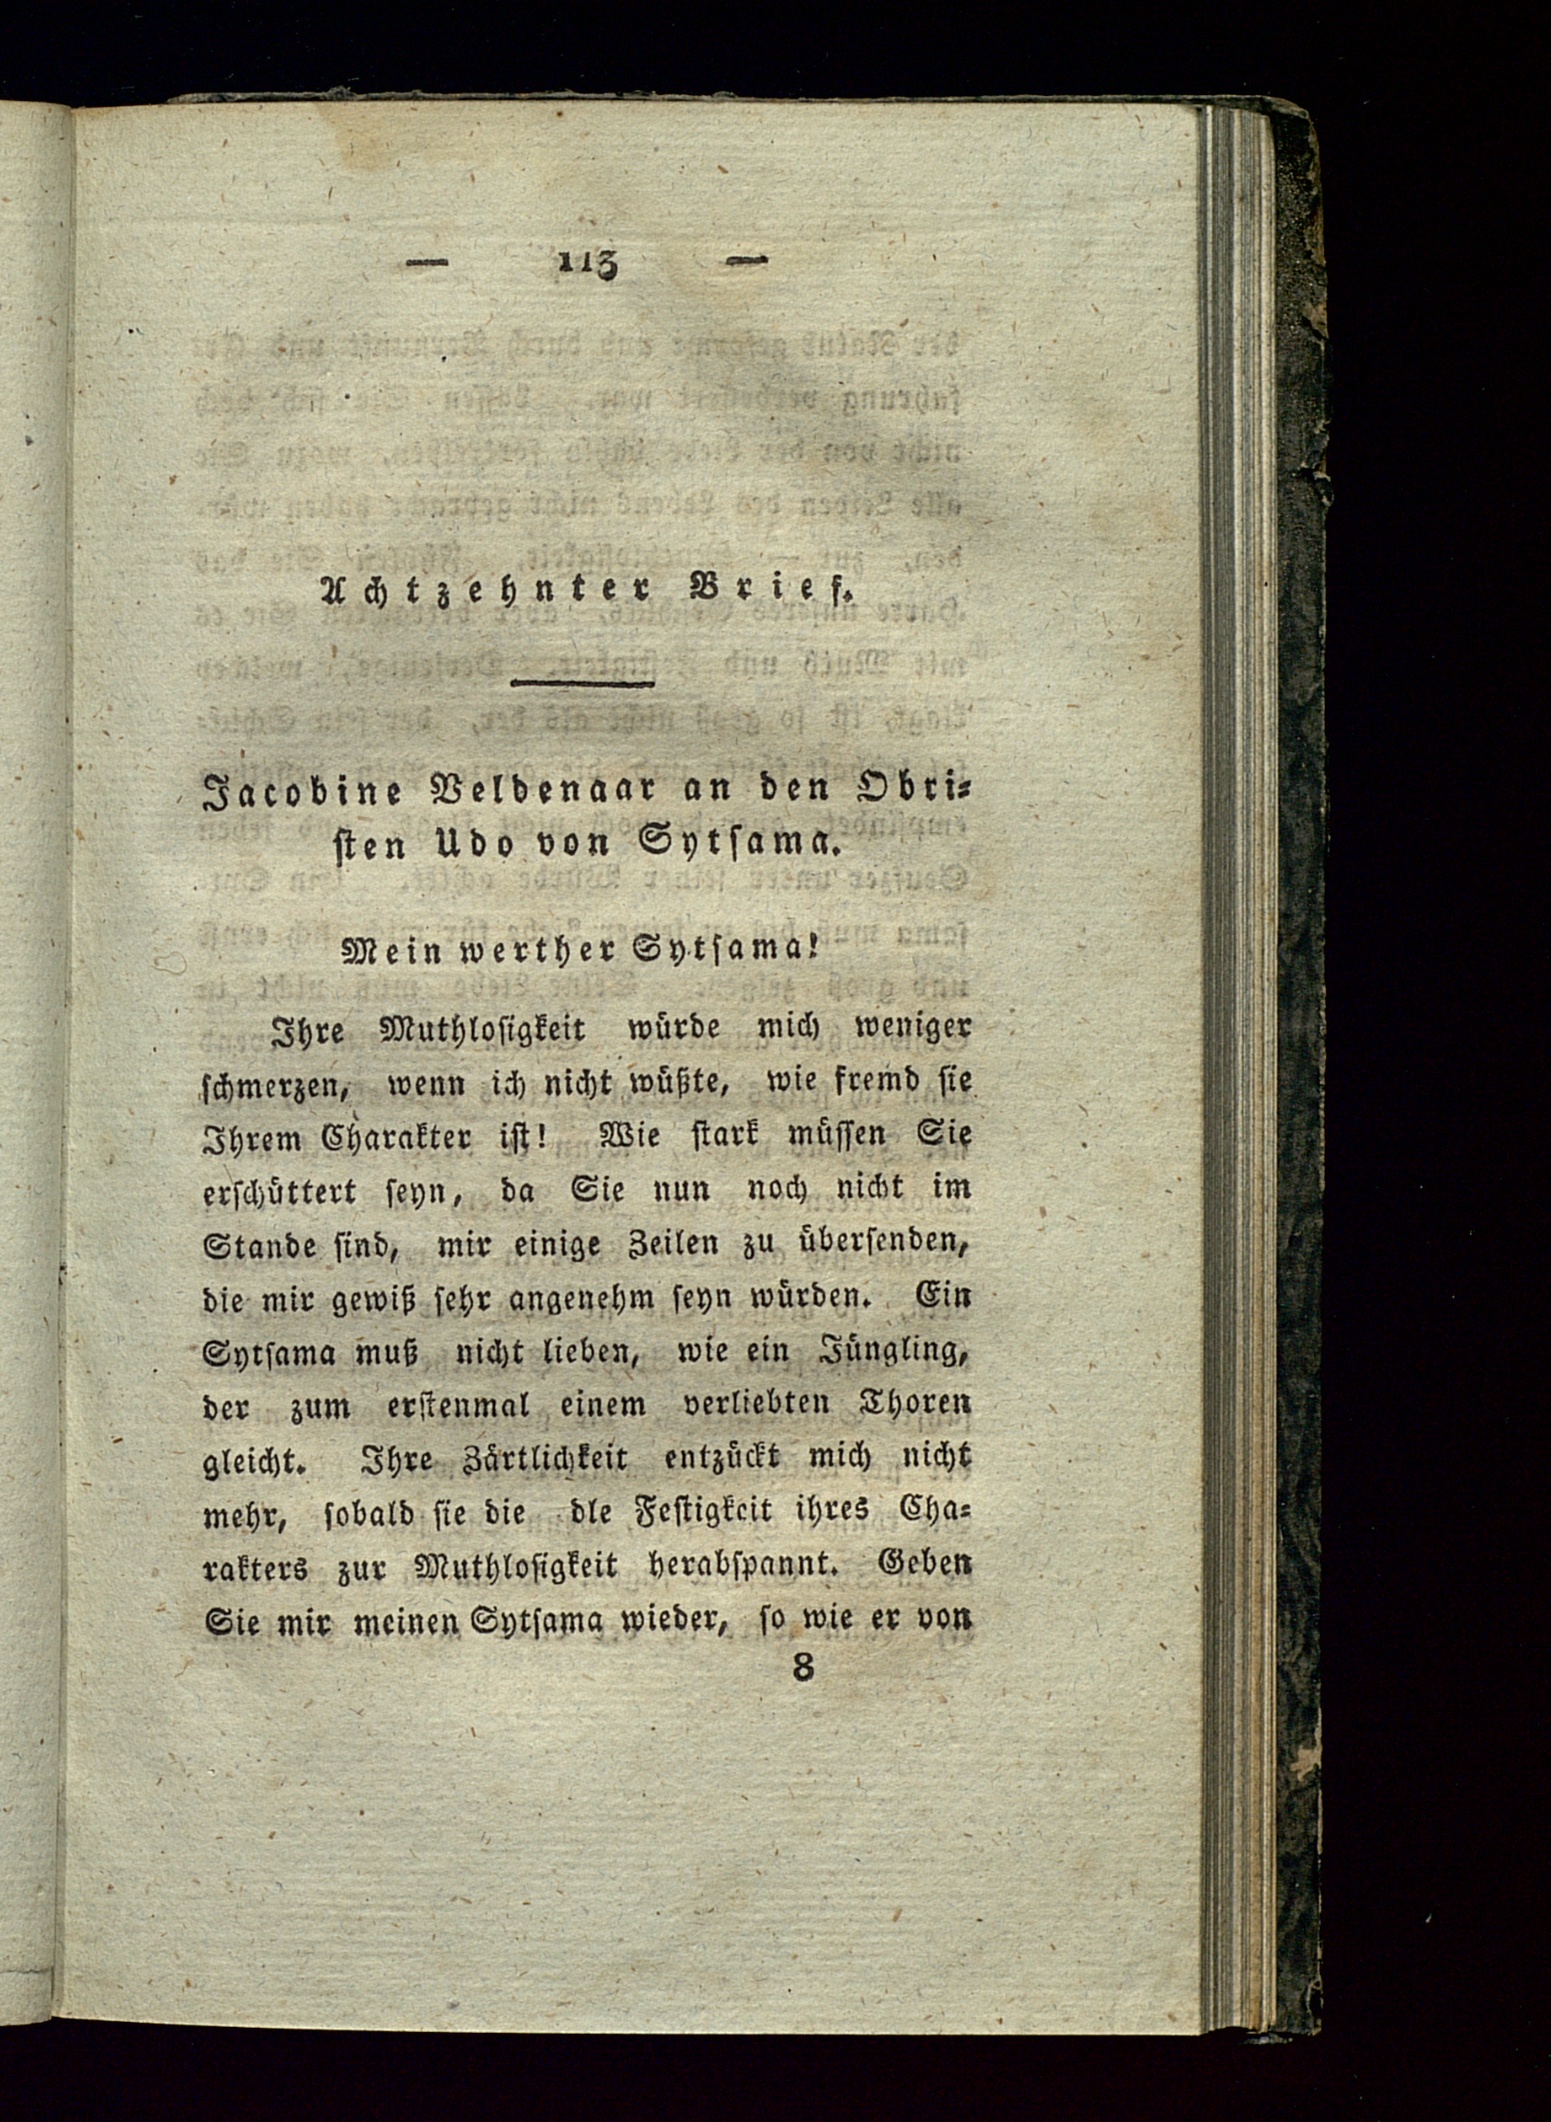 — 113 —
Achtzehnter Brief.
Jacobine Veldenaar an den Obri⸗
ſten Udo von Sytſama.
Mein werther Sytſama!
Ihre Muthloſigkeit würde mich weniger
ſchmerzen, wenn ich nicht wüßte, wie fremd ſie
Ihrem Charakter iſt! Wie ſtark müſſen Sie
erſchüttert ſeyn, da Sie nun noch nicht im
Stande ſind, mir einige Zeilen zu überſenden,
die mir gewiß ſehr angenehm ſeyn würden. Ein
Sytſama muß nicht lieben, wie ein Jüngling,
der zum erſtenmal einem verliebten Thoren
gleicht. Ihre Zärtlichkeit entzückt mich nicht
mehr, ſobald ſie die dle Feſtigkeit ihres Cha⸗
rakters zur Muthloſigkeit herabſpannt. Geben
Sie mir meinen Sytſama wieder, ſo wie er von
8